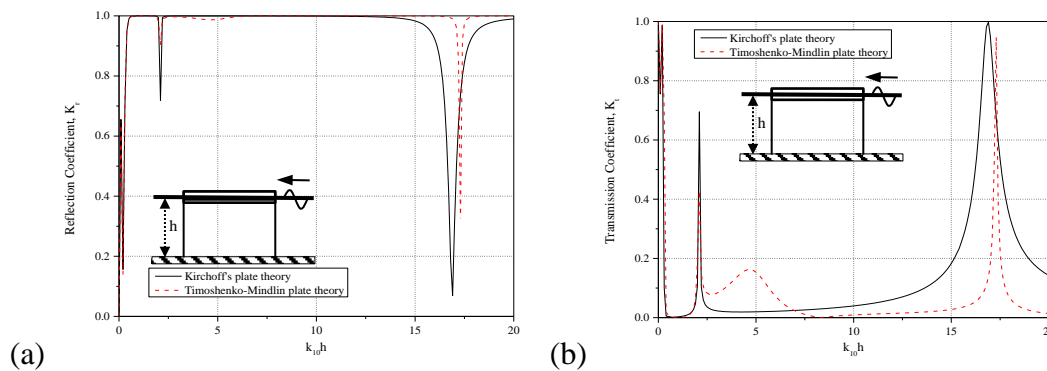 1.0
0.8
0.6
0.4
0.2
0.0
Reflection Coefficient, Kr
h
Kirchoff's plate theory
Timoshenko-Mindlin plate theory
0 5 10 15 20
k10h
(a)
1.0
0.8
0.6
0.4
0.2
0.0
Transmission Coefficient, Kt
Kirchoff's plate theory
Timoshenko-Mindlin plate theory
h
0 5 10 15 20
k10h
(b)